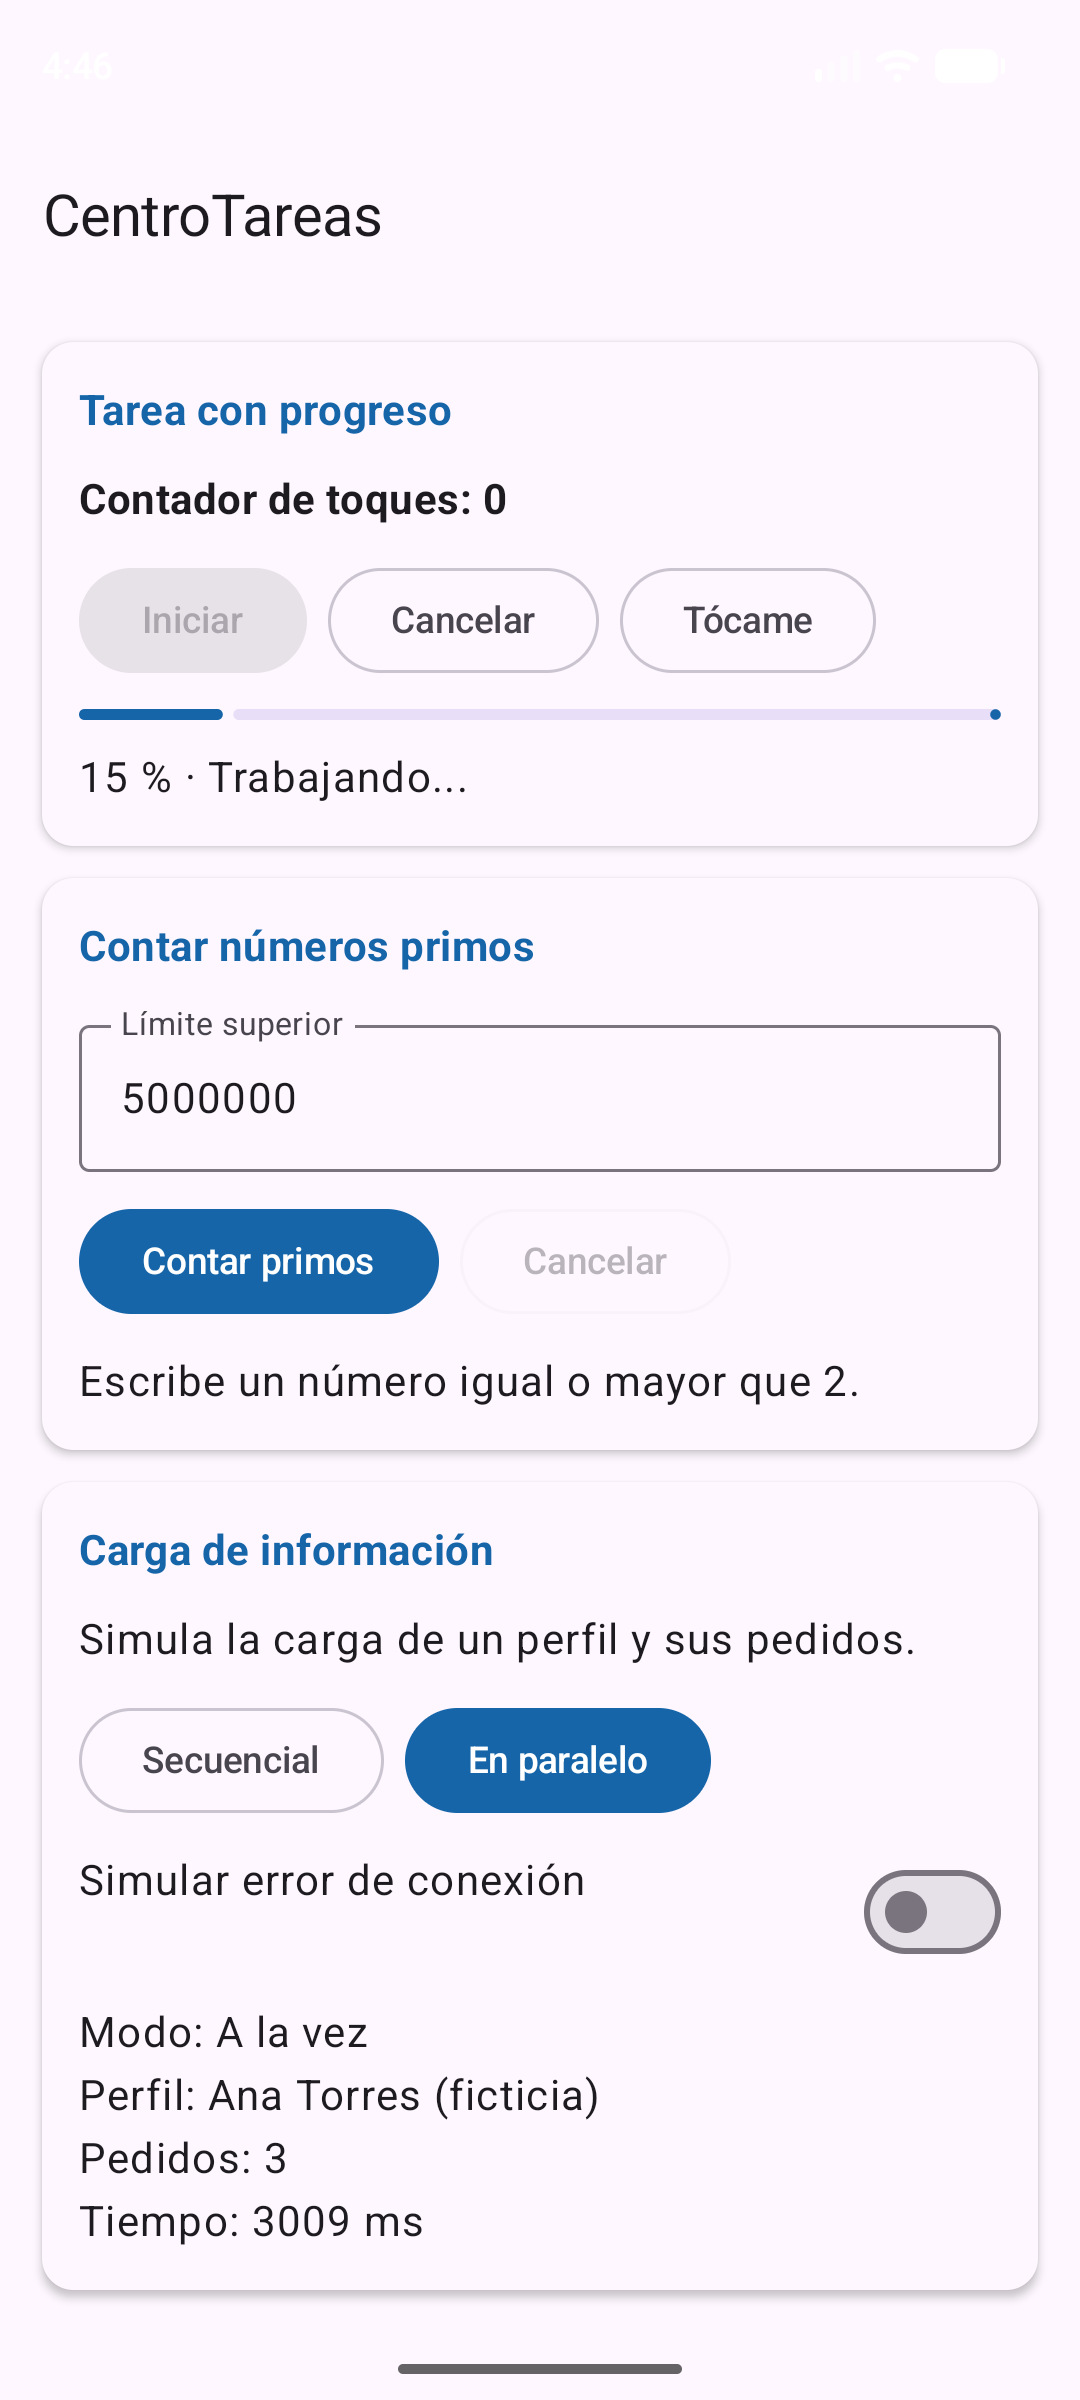 4:46
CentroTareas
Tarea con progreso
Contador de toques: 0
Iniciar Cancelar Tócame
15 % · Trabajando...
Contar números primos
Límite superior
5000000
Contar primos Cancelar
Escribe un número igual o mayor que 2.
Carga de información
Simula la carga de un perfil y sus pedidos.
Secuencial En paralelo
Simular error de conexión
Modo: A la vez
Perfil: Ana Torres (ficticia)
Pedidos: 3
Tiempo: 3009 ms